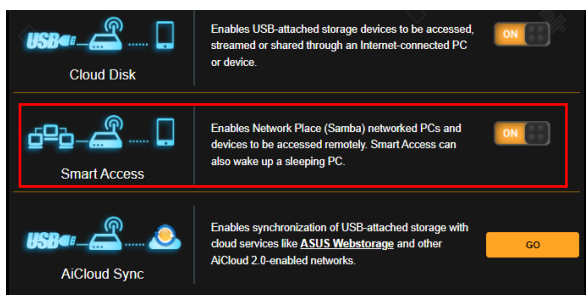 USB
Cloud Disk
Enables USB-attached storage devices to be accessed,
streamed or shared through an Internet-connected PC
or device.
ON
Smart Access
Enables Network Place (Samba) networked PCs and
devices to be accessed remotely. Smart Access can
also wake up a sleeping PC.
ON
USB
AiCloud Sync
Enables synchronization of USB-attached storage with
cloud services like ASUS Webstorage and other
AiCloud 2.0-enabled networks.
GO